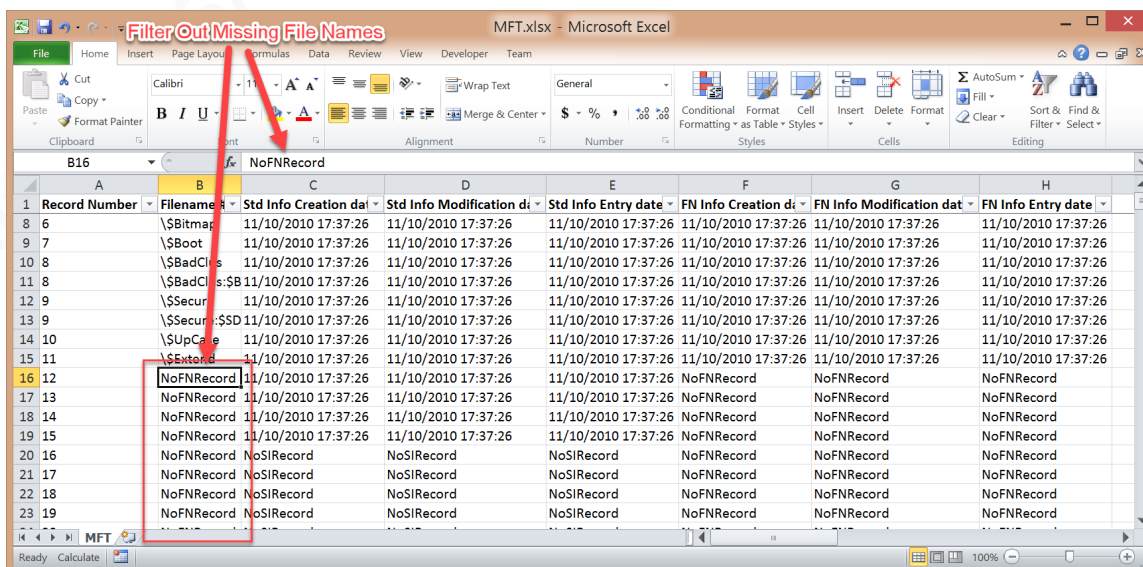 MFT.xlsx - Microsoft Excel
Filter Out Missing File Names
File Home Insert Page Layou ormulas Data Review View Developer Team
Cut
Copy
Format Painter
Paste
Clipboard
Calibri 11 A A
B I U A
Font
Wrap Text
Merge & Center
Alignment
General
$ % , .0 .00 .00 .0
Number
Conditional Formatting Format as Table Cell Styles
Styles
Insert Delete Format
Cells
Σ AutoSum
Fill
Clear
Sort & Filter Find & Select
Editing
B16 fx NoFNRecord
A B C D E F G H
1 Record Number Filename # Std Info Creation dat Std Info Modification da Std Info Entry date FN Info Creation da FN Info Modification dat FN Info Entry date
8 6 \$Bitmap 11/10/2010 17:37:26 11/10/2010 17:37:26 11/10/2010 17:37:26 11/10/2010 17:37:26 11/10/2010 17:37:26 11/10/2010 17:37:26
9 7 \$Boot 11/10/2010 17:37:26 11/10/2010 17:37:26 11/10/2010 17:37:26 11/10/2010 17:37:26 11/10/2010 17:37:26 11/10/2010 17:37:26
10 8 \$BadClus 11/10/2010 17:37:26 11/10/2010 17:37:26 11/10/2010 17:37:26 11/10/2010 17:37:26 11/10/2010 17:37:26 11/10/2010 17:37:26
11 8 \$BadClus:$B 11/10/2010 17:37:26 11/10/2010 17:37:26 11/10/2010 17:37:26 11/10/2010 17:37:26 11/10/2010 17:37:26 11/10/2010 17:37:26
12 9 \$Secure 11/10/2010 17:37:26 11/10/2010 17:37:26 11/10/2010 17:37:26 11/10/2010 17:37:26 11/10/2010 17:37:26 11/10/2010 17:37:26
13 9 \$Secure:$SD 11/10/2010 17:37:26 11/10/2010 17:37:26 11/10/2010 17:37:26 11/10/2010 17:37:26 11/10/2010 17:37:26 11/10/2010 17:37:26
14 10 \$UpCase 11/10/2010 17:37:26 11/10/2010 17:37:26 11/10/2010 17:37:26 11/10/2010 17:37:26 11/10/2010 17:37:26 11/10/2010 17:37:26
15 11 \$Extend 11/10/2010 17:37:26 11/10/2010 17:37:26 11/10/2010 17:37:26 11/10/2010 17:37:26 11/10/2010 17:37:26 11/10/2010 17:37:26
16 12 NoFNRecord 11/10/2010 17:37:26 11/10/2010 17:37:26 11/10/2010 17:37:26 NoFNRecord NoFNRecord NoFNRecord
17 13 NoFNRecord 11/10/2010 17:37:26 11/10/2010 17:37:26 11/10/2010 17:37:26 NoFNRecord NoFNRecord NoFNRecord
18 14 NoFNRecord 11/10/2010 17:37:26 11/10/2010 17:37:26 11/10/2010 17:37:26 NoFNRecord NoFNRecord NoFNRecord
19 15 NoFNRecord 11/10/2010 17:37:26 11/10/2010 17:37:26 11/10/2010 17:37:26 NoFNRecord NoFNRecord NoFNRecord
20 16 NoFNRecord NoSIRecord NoSIRecord NoSIRecord NoFNRecord NoFNRecord NoFNRecord
21 17 NoFNRecord NoSIRecord NoSIRecord NoSIRecord NoFNRecord NoFNRecord NoFNRecord
22 18 NoFNRecord NoSIRecord NoSIRecord NoSIRecord NoFNRecord NoFNRecord NoFNRecord
23 19 NoFNRecord NoSIRecord NoSIRecord NoSIRecord NoFNRecord NoFNRecord NoFNRecord
MFT
Ready Calculate 100%